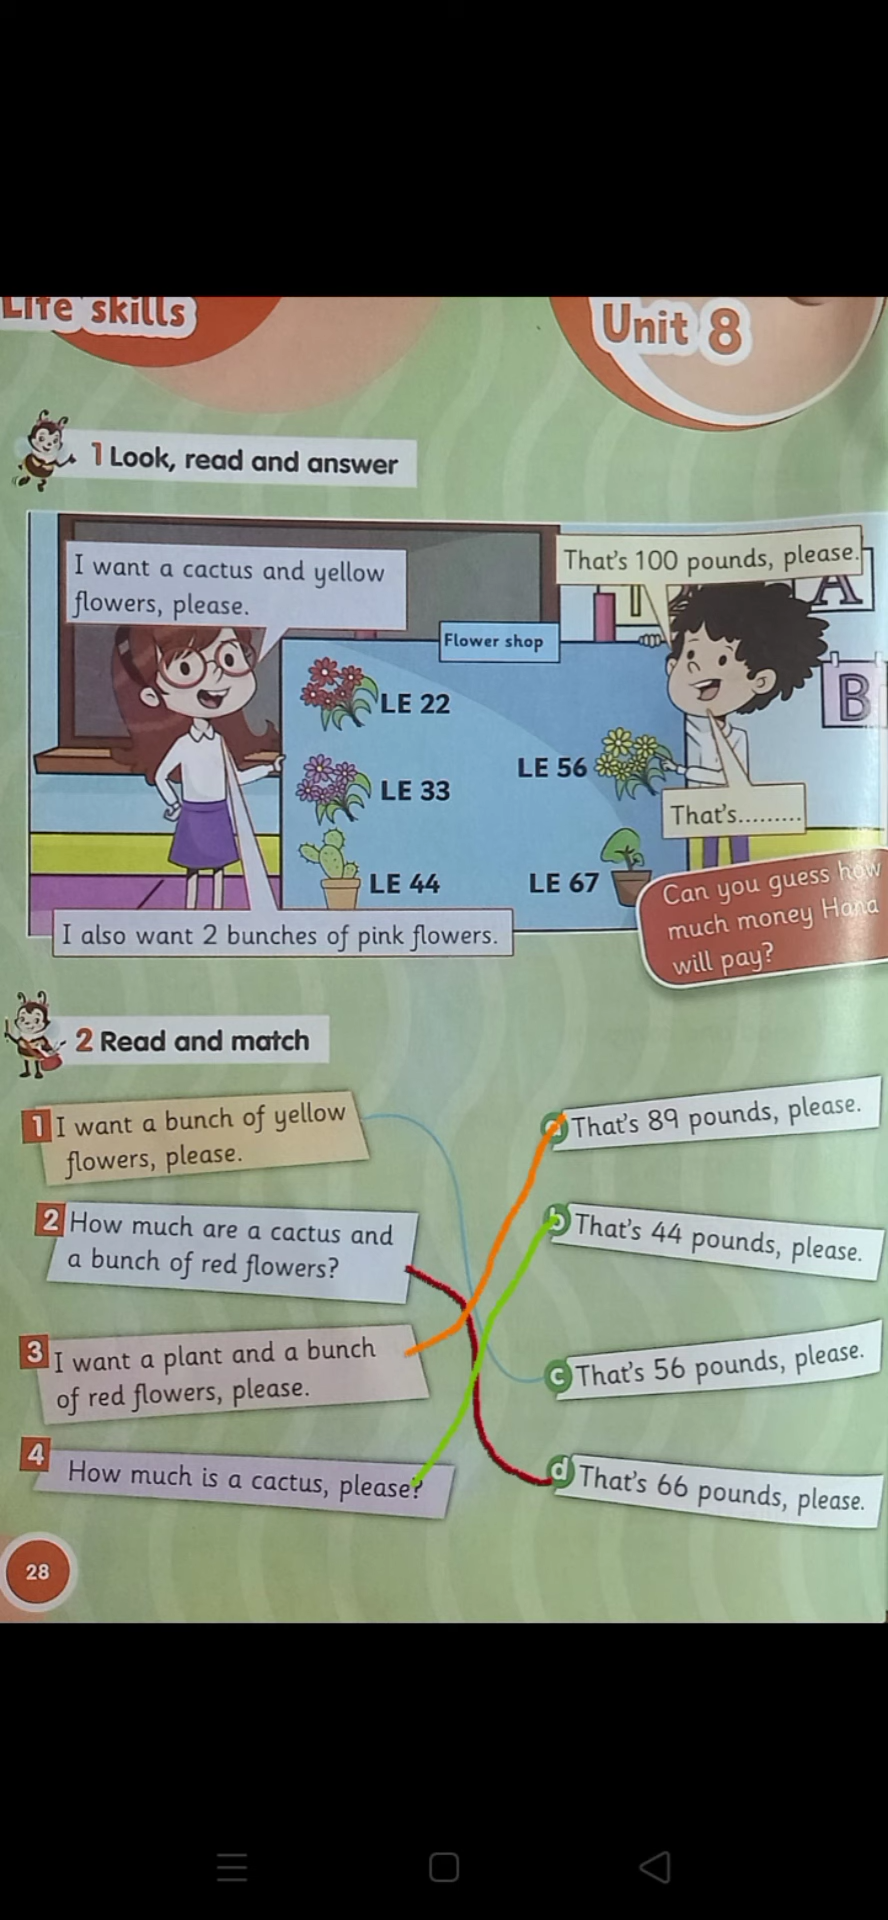 Life skills
Unit 8
1 Look, read and answer
I want a cactus and yellow
flowers, please.
That's 100 pounds, please.
A
Flower shop
B
LE 22
LE 56
LE 33
That's.........
LE 44
LE 67
Can you guess how
much money Hana
will pay?
I also want 2 bunches of pink flowers.
2 Read and match
1 I want a bunch of yellow
flowers, please.
a That's 89 pounds, please.
2 How much are a cactus and
a bunch of red flowers?
b That's 44 pounds, please.
3 I want a plant and a bunch
of red flowers, please.
c That's 56 pounds, please.
4 How much is a cactus, please?
d That's 66 pounds, please.
28